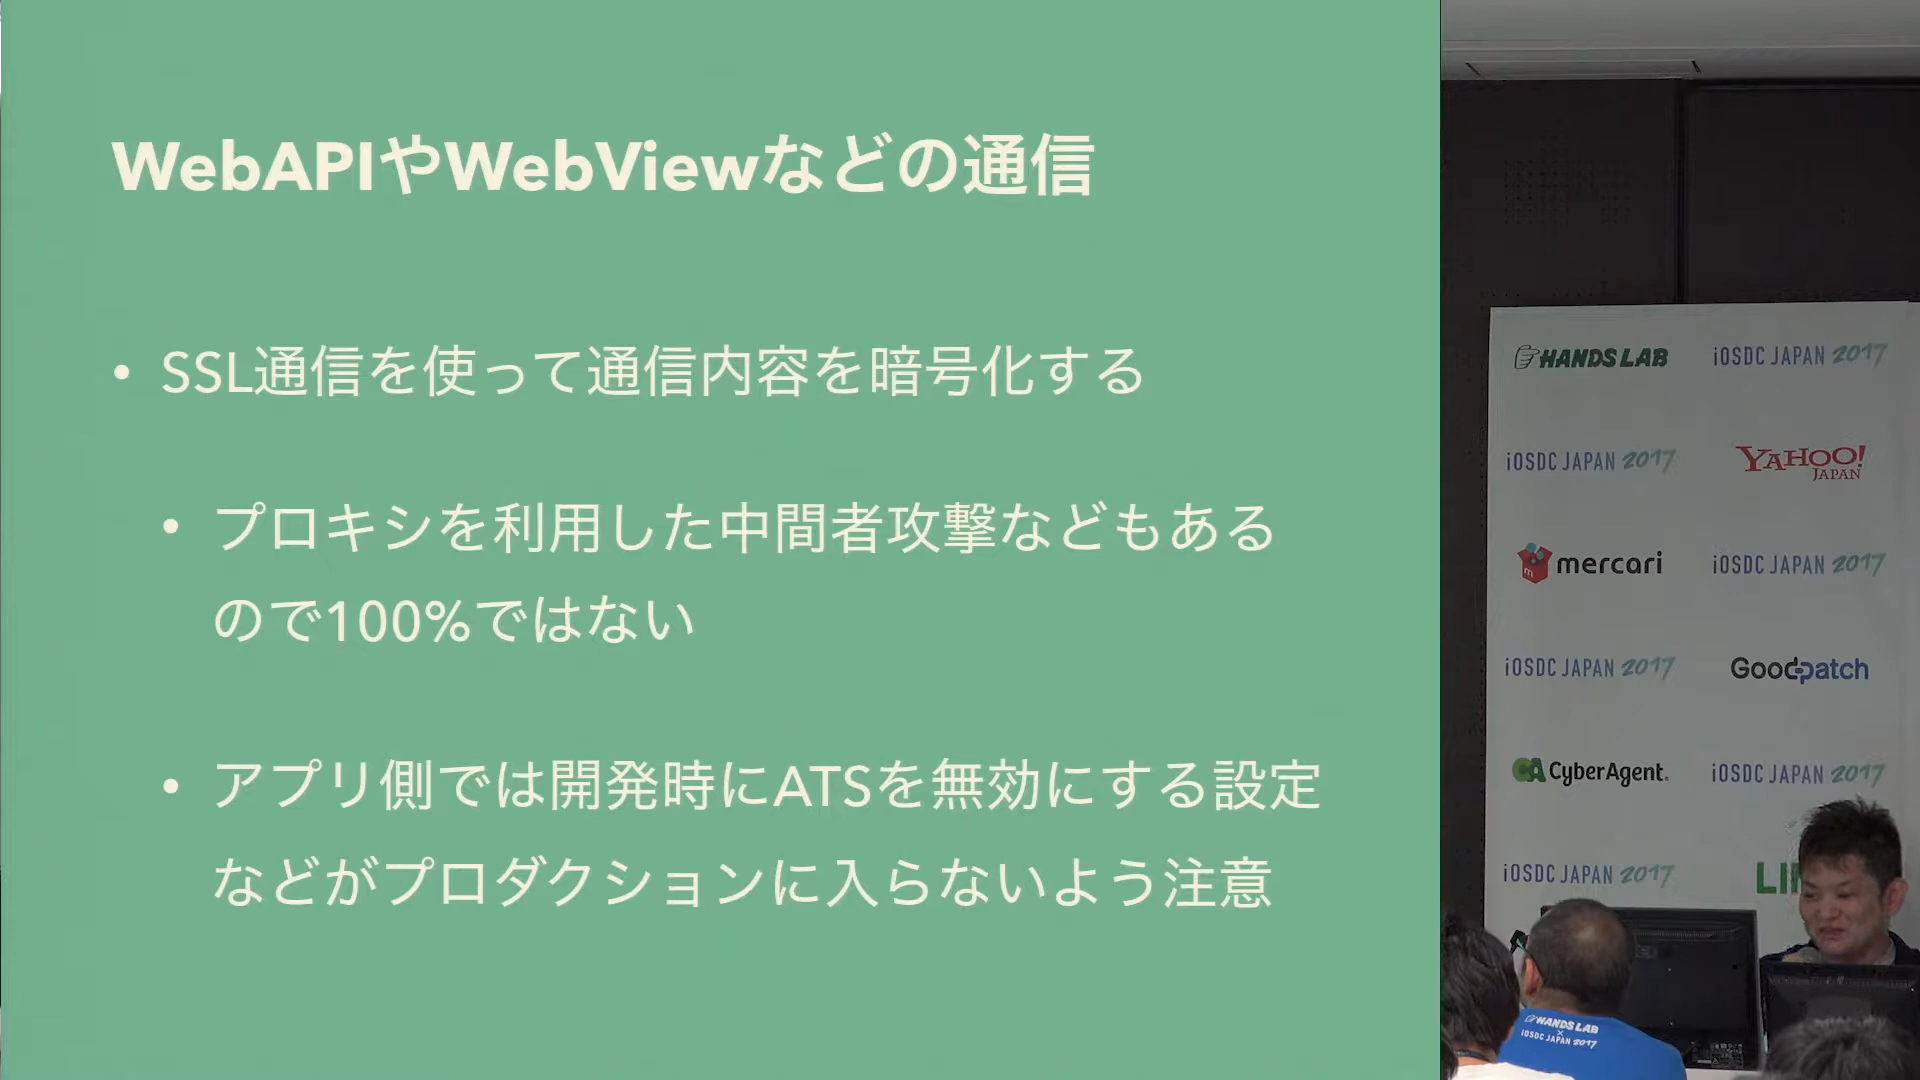 WebAPIやWebViewなどの通信
• SSL通信を使って通信内容を暗号化する
• プロキシを利用した中間者攻撃などもある
ので100%ではない
• アプリ側では開発時にATSを無効にする設定
などがプロダクションに入らないよう注意
HANDS LAB iOSDC JAPAN 2017
iOSDC JAPAN 2017 YAHOO! JAPAN
mercari iOSDC JAPAN 2017
iOSDC JAPAN 2017 Goodpatch
CA CyberAgent. iOSDC JAPAN 2017
iOSDC JAPAN 2017
HANDS LAB
×
iOSDC JAPAN 2017